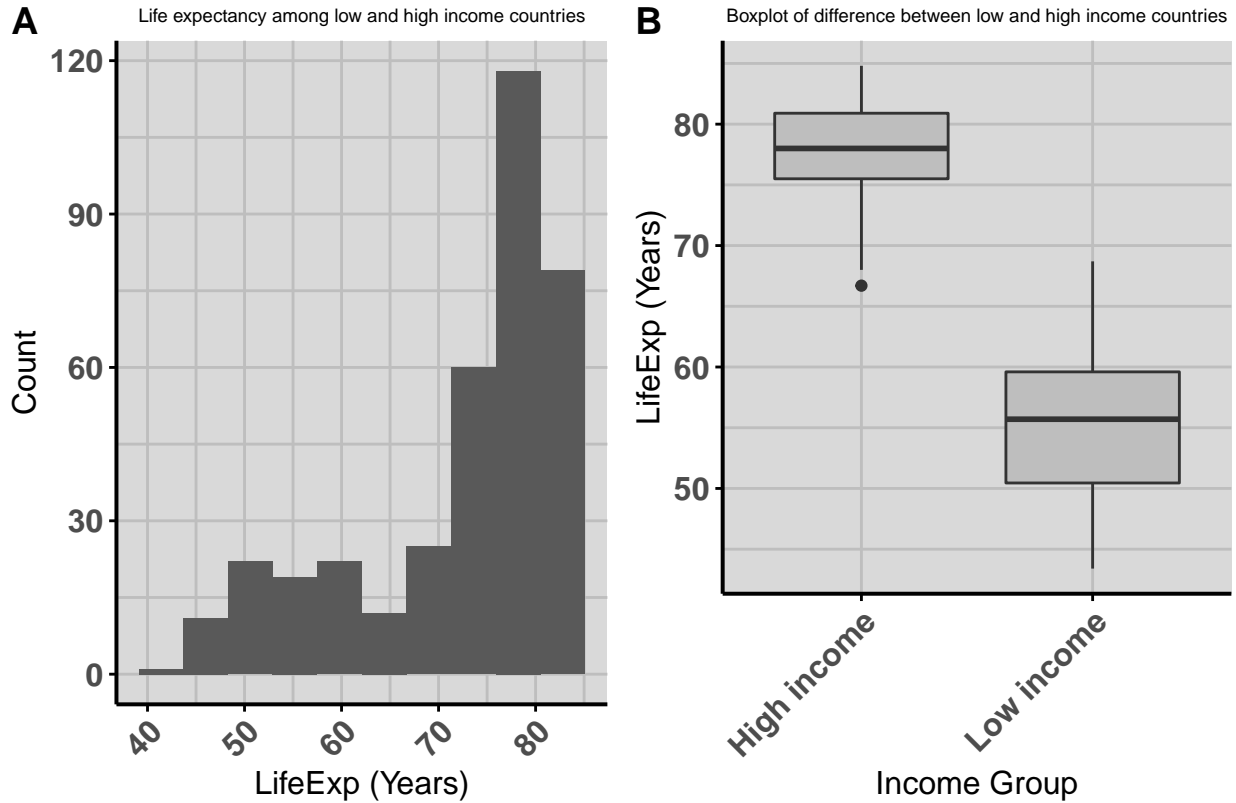 A
Life expectancy among low and high income countries
120
90
60
30
0
Count
40
50
60
70
80
LifeExp (Years)
B
Boxplot of difference between low and high income countries
80
70
60
50
LifeExp (Years)
High income
Low income
Income Group